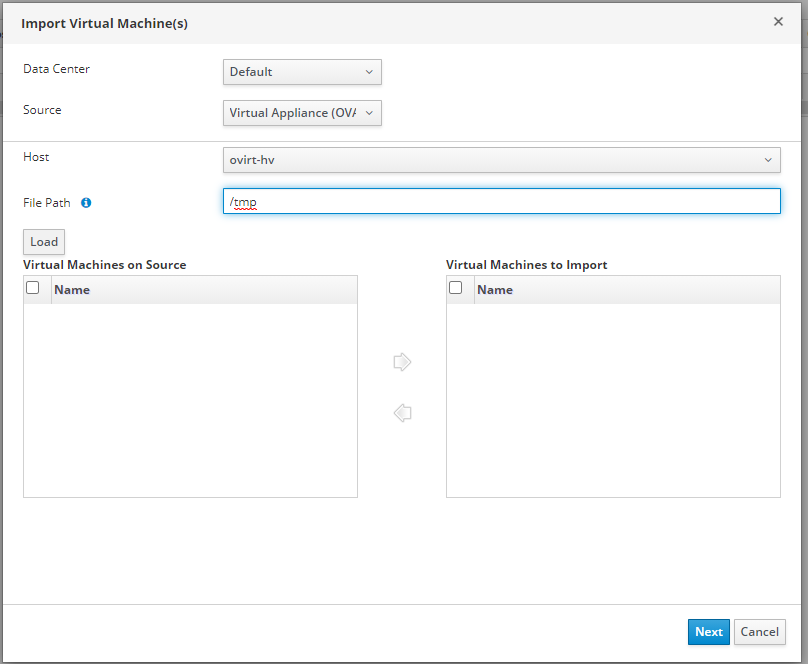 Import Virtual Machine(s)
Data Center
Default
Source
Virtual Appliance (OVA
Host
ovirt-hv
File Path
/tmp
Load
Virtual Machines on Source
Virtual Machines to Import
Name
Name
Next
Cancel